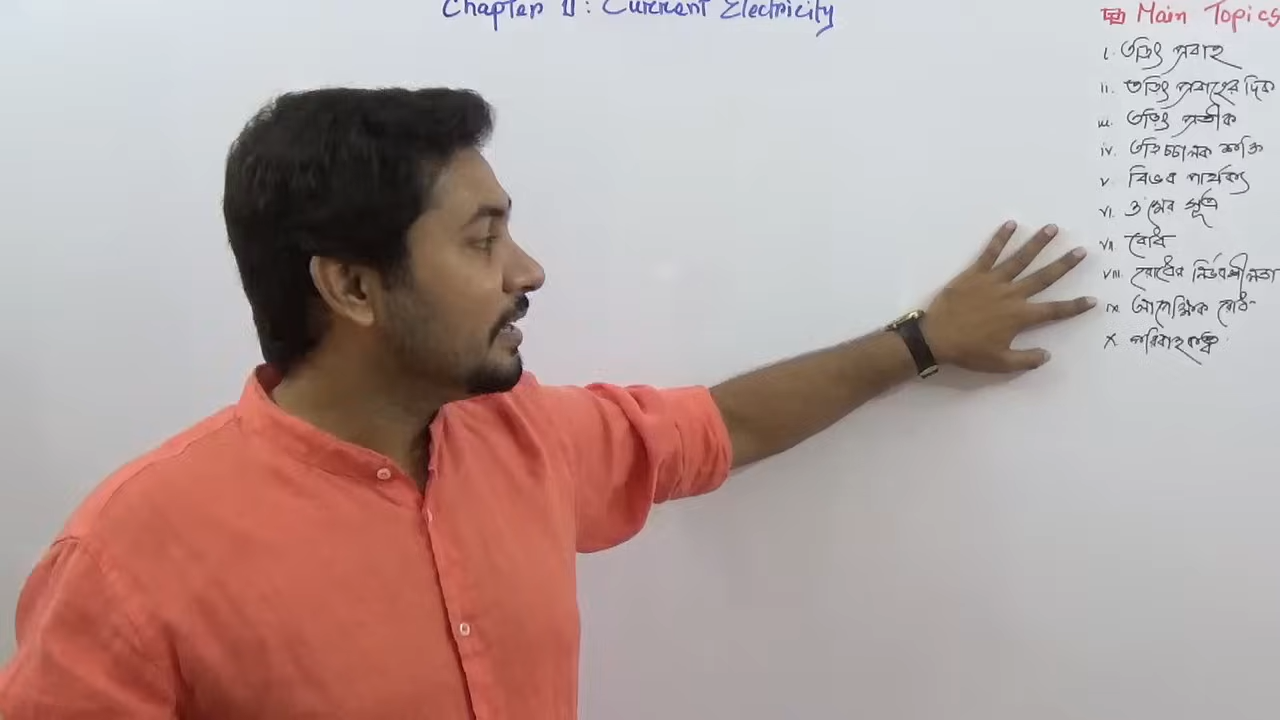 Chapter 11: Current Electricity
Main Topics
i. তড়িৎ প্রবাহ
ii. তড়িৎ প্রবাহের দিক
iii. তড়িৎ প্রতীক
iv. তড়িচ্চালক শক্তি
v. বিভব পার্থক্য
vi. ও'মের সূত্র
vii. রোধ
viii. রোধের নির্ভরশীলতা
ix. আপেক্ষিক রোধ
x. পরিবাহকত্ব